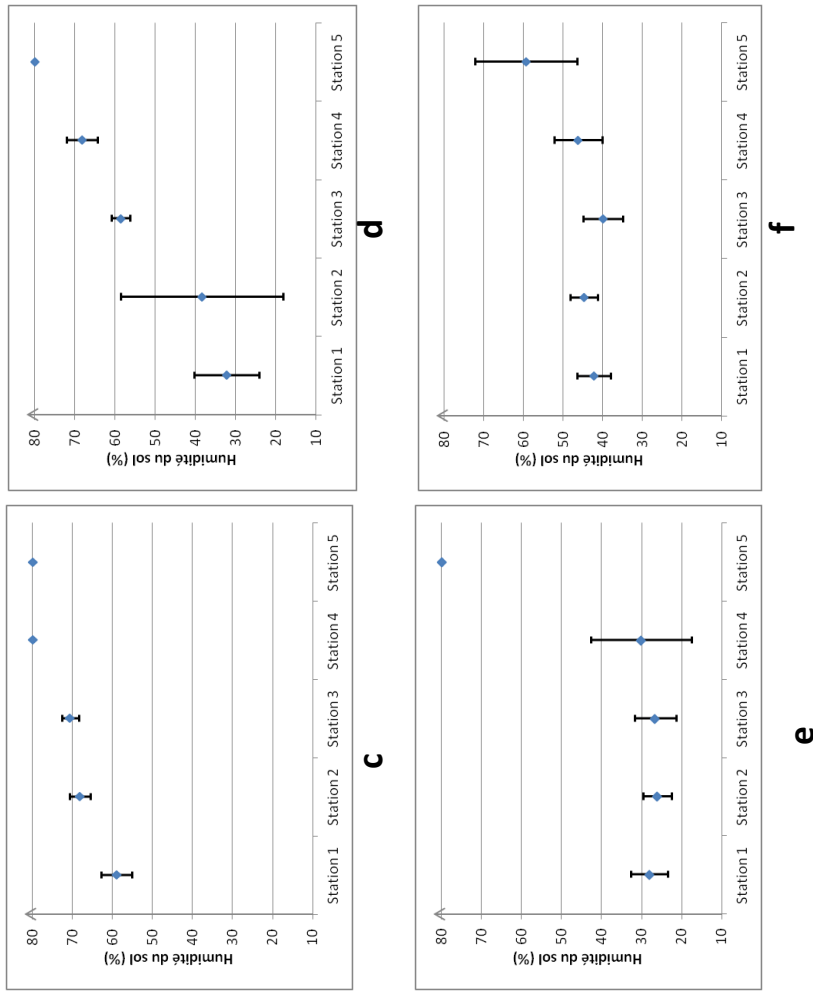 Humidité du sol (%)
80
70
60
50
40
30
20
10
Station 1
Station 2
Station 3
Station 4
Station 5
c
Humidité du sol (%)
80
70
60
50
40
30
20
10
Station 1
Station 2
Station 3
Station 4
Station 5
d
Humidité du sol (%)
80
70
60
50
40
30
20
10
Station 1
Station 2
Station 3
Station 4
Station 5
e
Humidité du sol (%)
80
70
60
50
40
30
20
10
Station 1
Station 2
Station 3
Station 4
Station 5
f